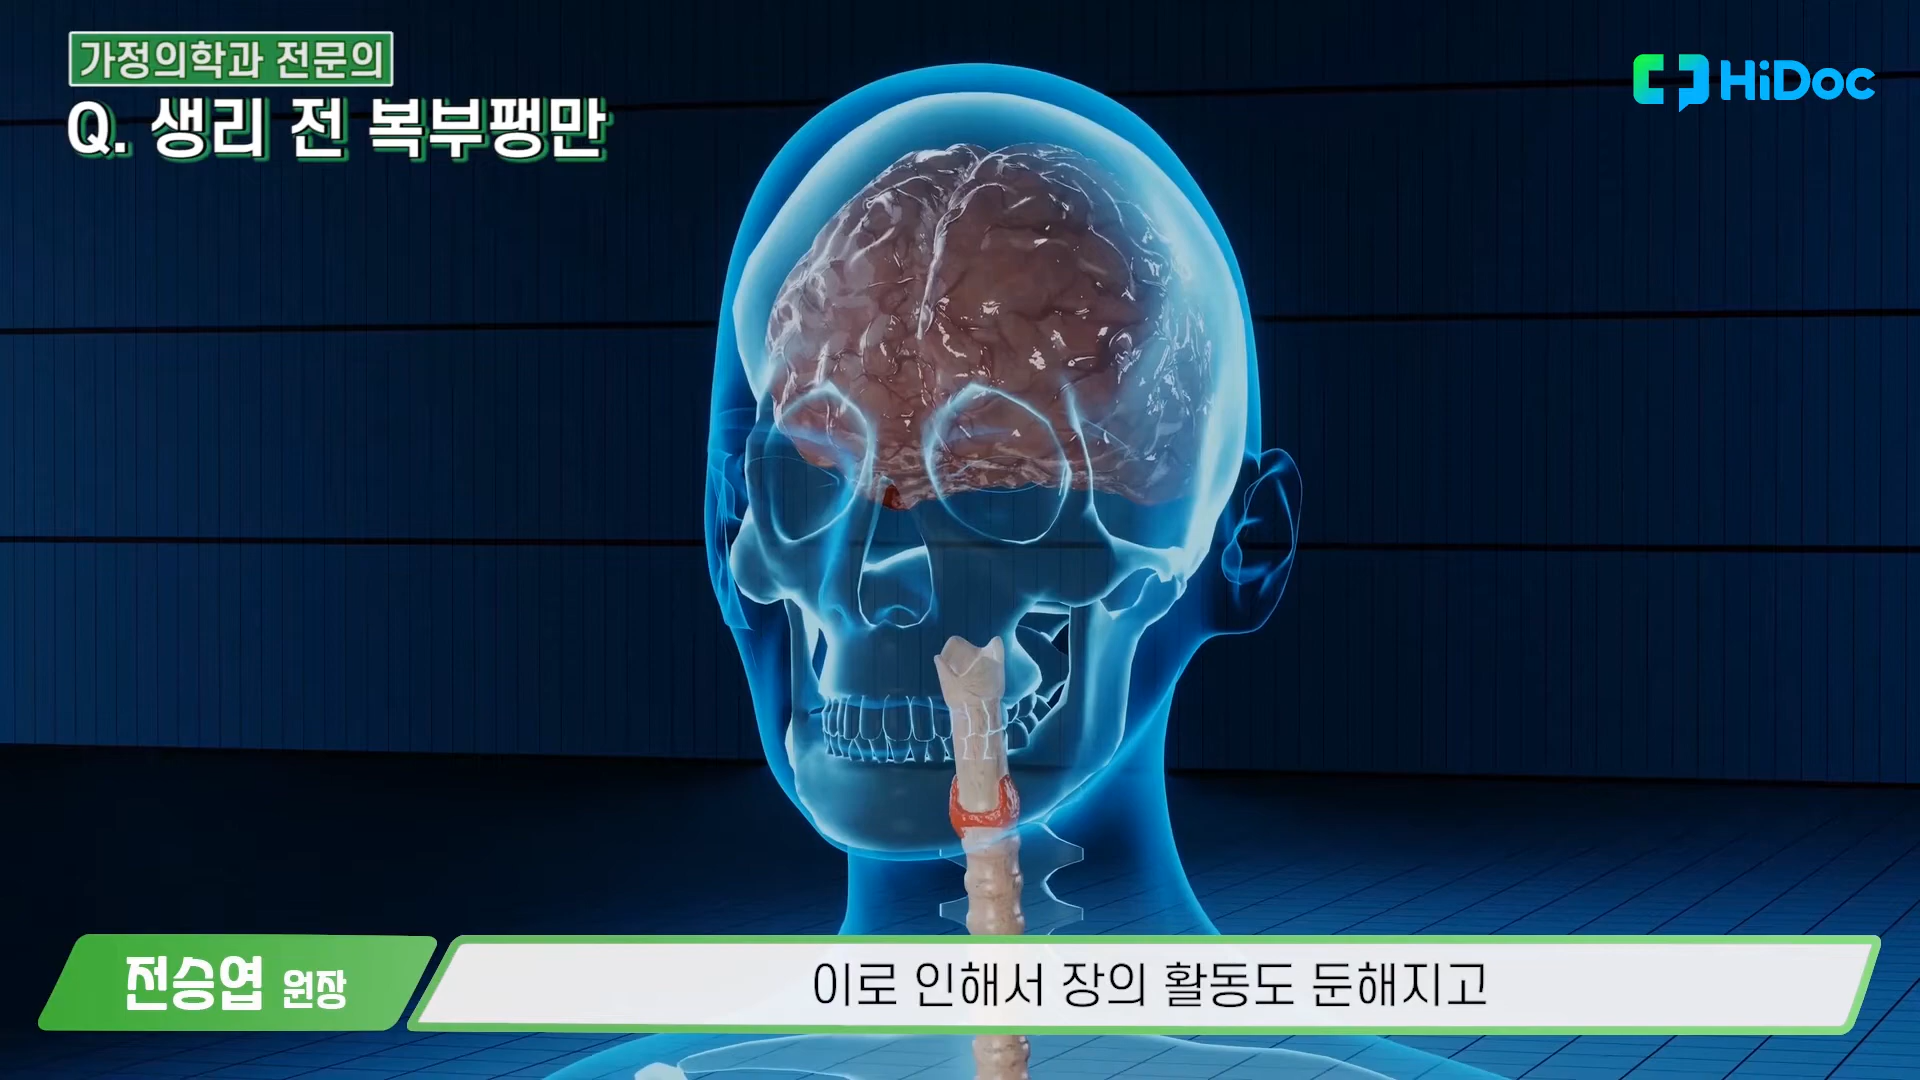 가정의학과 전문의
Q. 생리 전 복부팽만
HiDoc
전승엽 원장
이로 인해서 장의 활동도 둔해지고